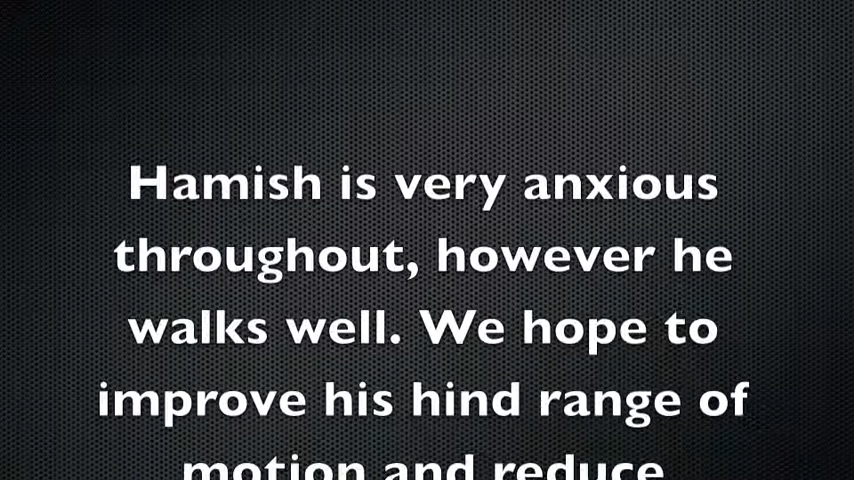 Hamish is very anxious
throughout, however he
walks well. We hope to
improve his hind range of
motion and reduce